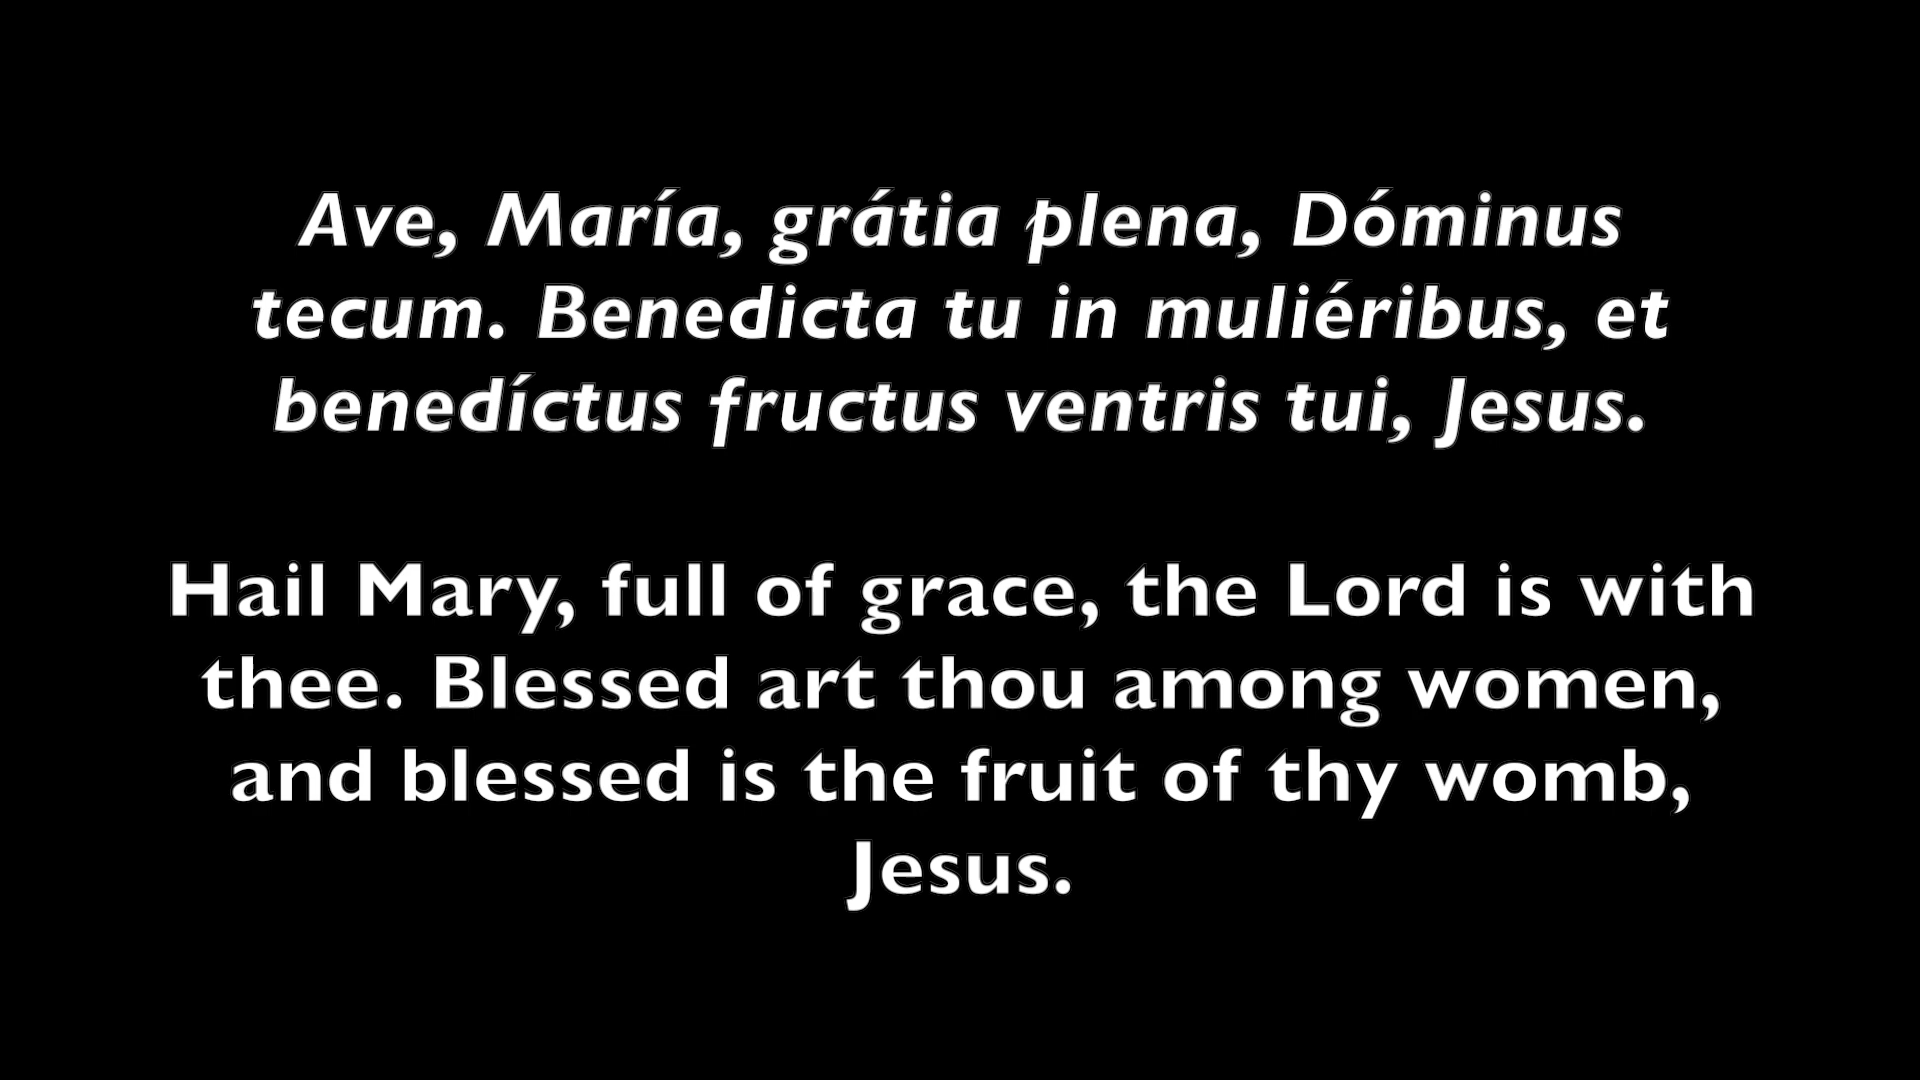 Ave, María, grátia plena, Dóminus
tecum. Benedicta tu in muliéribus, et
benedíctus fructus ventris tui, Jesus.
Hail Mary, full of grace, the Lord is with
thee. Blessed art thou among women,
and blessed is the fruit of thy womb,
Jesus.